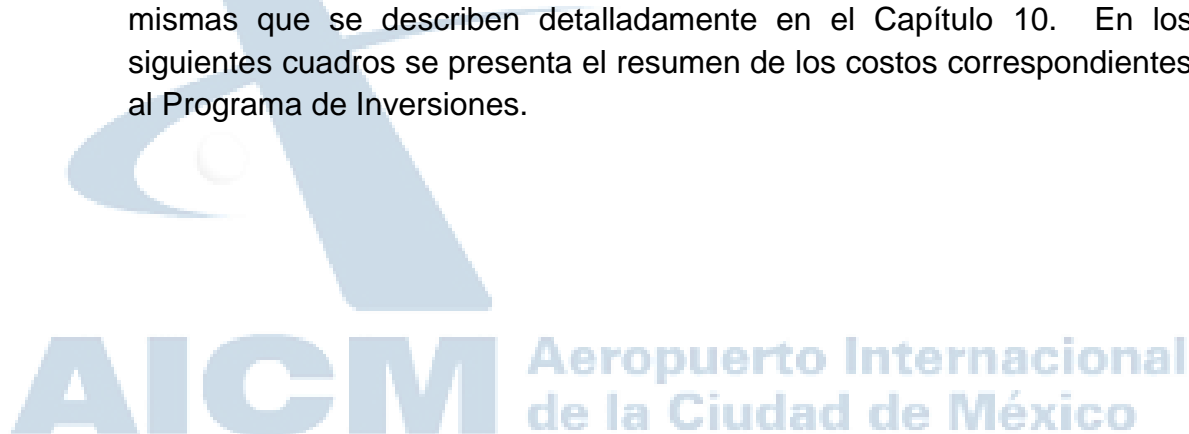 mismas que se describen detalladamente en el Capítulo 10. En los
siguientes cuadros se presenta el resumen de los costos correspondientes
al Programa de Inversiones.
AICM Aeropuerto Internacional
de la Ciudad de México